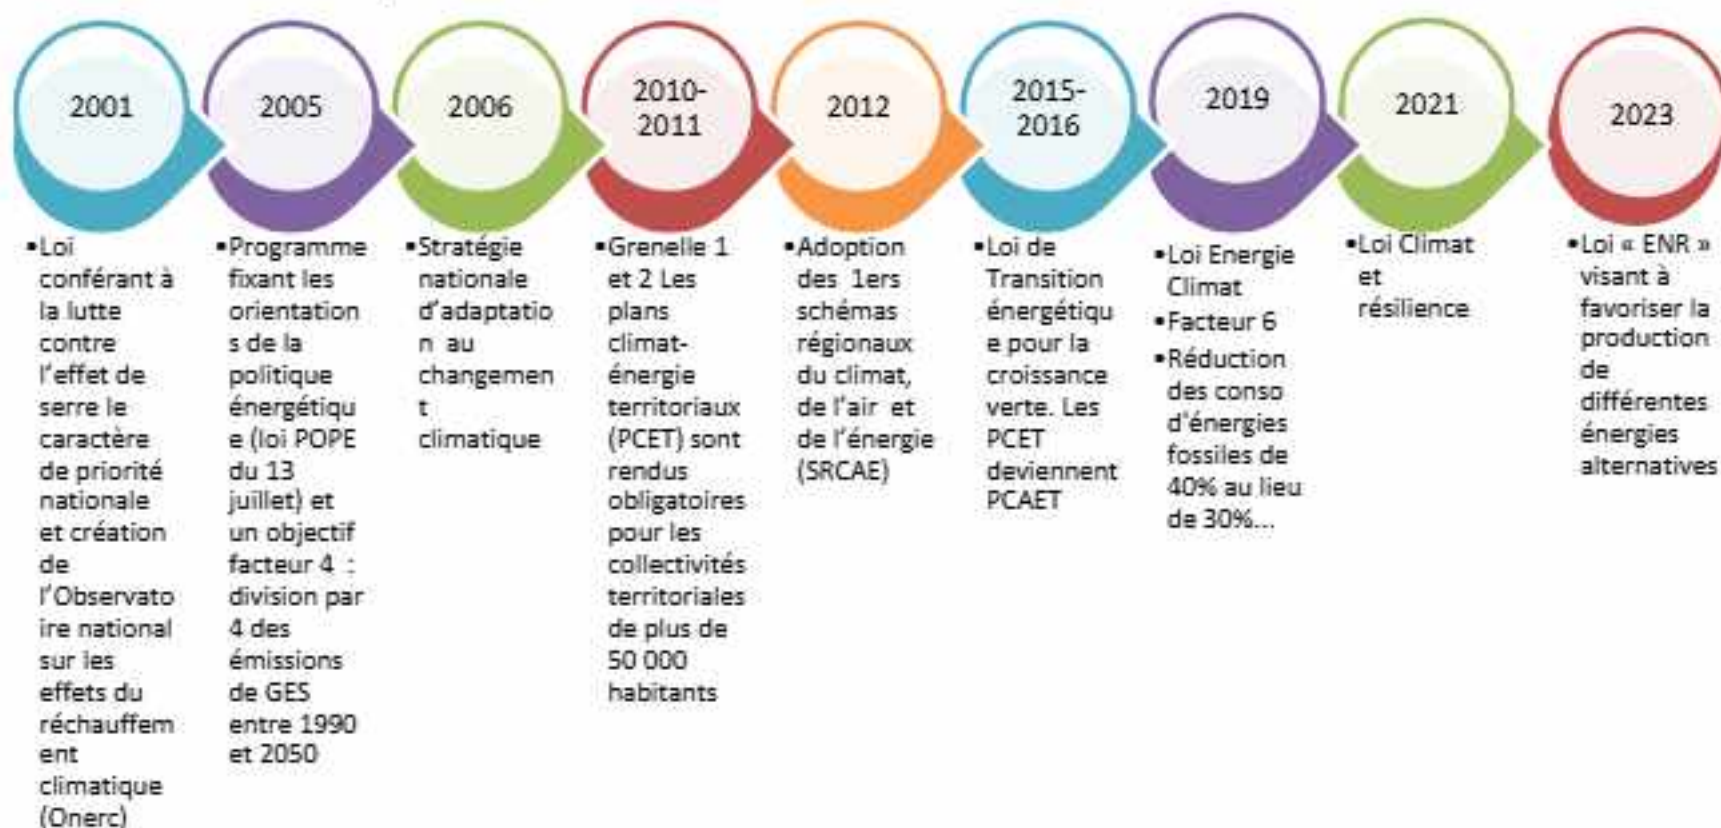 2001
▪Loi
conférant à
la lutte
contre
l'effet de
serre le
caractère
de priorité
nationale
et création
de
l'Observato
ire national
sur les
effets du
réchauffem
ent
climatique
(Onerc)
2005
▪Programme
fixant les
orientation
s de la
politique
énergétiqu
e (loi POPE
du 13
juillet) et
un objectif
facteur 4 :
division par
4 des
émissions
de GES
entre 1990
et 2050
2006
▪Stratégie
nationale
d'adaptatio
n au
changemen
t
climatique
2010-
2011
▪Grenelle 1
et 2 Les
plans
climat-
énergie
territoriaux
(PCET) sont
rendus
obligatoires
pour les
collectivités
territoriales
de plus de
50 000
habitants
2012
▪Adoption
des 1ers
schémas
régionaux
du climat,
de l'air et
de l'énergie
(SRCAE)
2015-
2016
▪Loi de
Transition
énergétiqu
e pour la
croissance
verte. Les
PCET
deviennent
PCAET
2019
▪Loi Energie
Climat
▪Facteur 6
▪Réduction
des conso
d'énergies
fossiles de
40% au lieu
de 30%...
2021
▪Loi Climat
et
résilience
2023
▪Loi « ENR »
visant à
favoriser la
production
de
différentes
énergies
alternatives